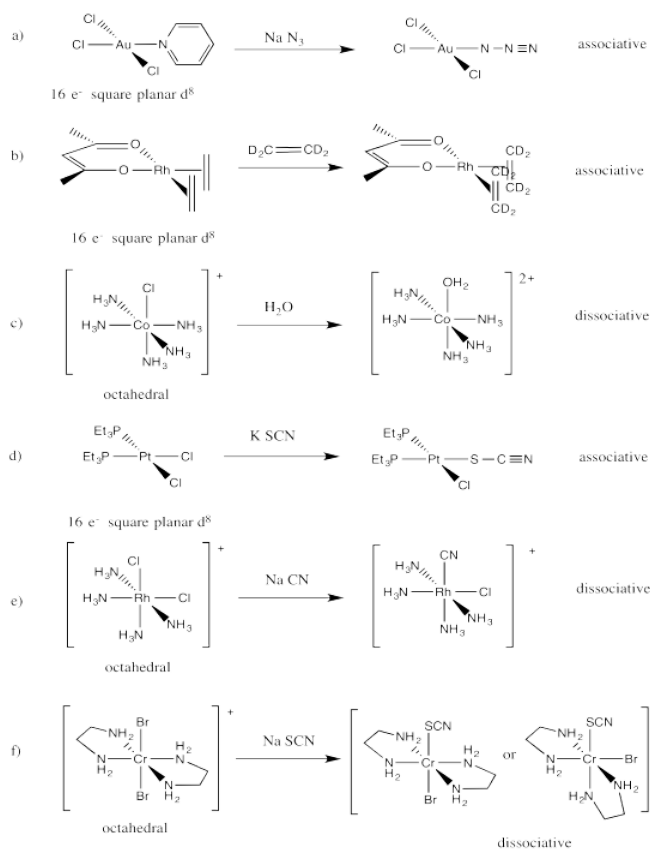 a)
Cl
Cl Au N
Cl
Na N3
Cl
Cl Au N N N
Cl
associative
16 e- square planar d8
b)
O
O Rh
D2C CD2
O
O Rh
CD2
CD2
CD2
CD2
associative
16 e- square planar d8
c)
Cl +
H3N
H3N Co NH3
NH3
NH3
H2O
OH2 2+
H3N
H3N Co NH3
NH3
NH3
dissociative
octahedral
d)
Et3P
Et3P Pt Cl
Cl
K SCN
Et3P
Et3P Pt S C N
Cl
associative
16 e- square planar d8
e)
Cl +
H3N
H3N Rh Cl
NH3
H3N
Na CN
CN +
H3N
H3N Rh Cl
NH3
NH3
dissociative
octahedral
f)
Br +
NH2 H2
N Cr N
H2
Br N
H2
Na SCN
SCN
NH2 H2
N Cr N
H2
Br N
H2
or
SCN
NH2
N Cr Br
H2
H2N NH2
octahedral
dissociative